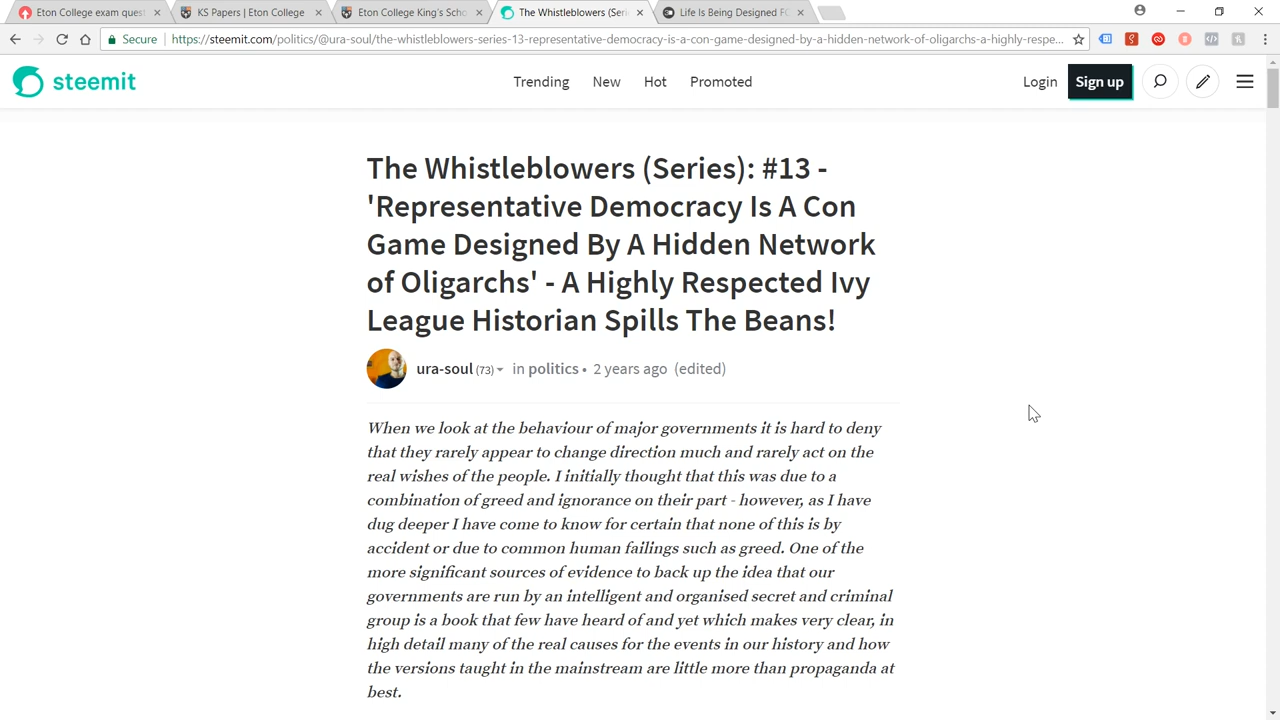 Eton College exam quest
KS Papers | Eton College
Eton College King's Scho
The Whistleblowers (Seri
Life Is Being Designed FO
Secure
https://steemit.com/politics/@ura-soul/the-whistleblowers-series-13-representative-democracy-is-a-con-game-designed-by-a-hidden-network-of-oligarchs-a-highly-respe...
steemit
Trending New Hot Promoted
Login Sign up
The Whistleblowers (Series): #13 -
'Representative Democracy Is A Con
Game Designed By A Hidden Network
of Oligarchs' - A Highly Respected Ivy
League Historian Spills The Beans!
ura-soul (73) in politics • 2 years ago (edited)
When we look at the behaviour of major governments it is hard to deny
that they rarely appear to change direction much and rarely act on the
real wishes of the people. I initially thought that this was due to a
combination of greed and ignorance on their part - however, as I have
dug deeper I have come to know for certain that none of this is by
accident or due to common human failings such as greed. One of the
more significant sources of evidence to back up the idea that our
governments are run by an intelligent and organised secret and criminal
group is a book that few have heard of and yet which makes very clear, in
high detail many of the real causes for the events in our history and how
the versions taught in the mainstream are little more than propaganda at
best.